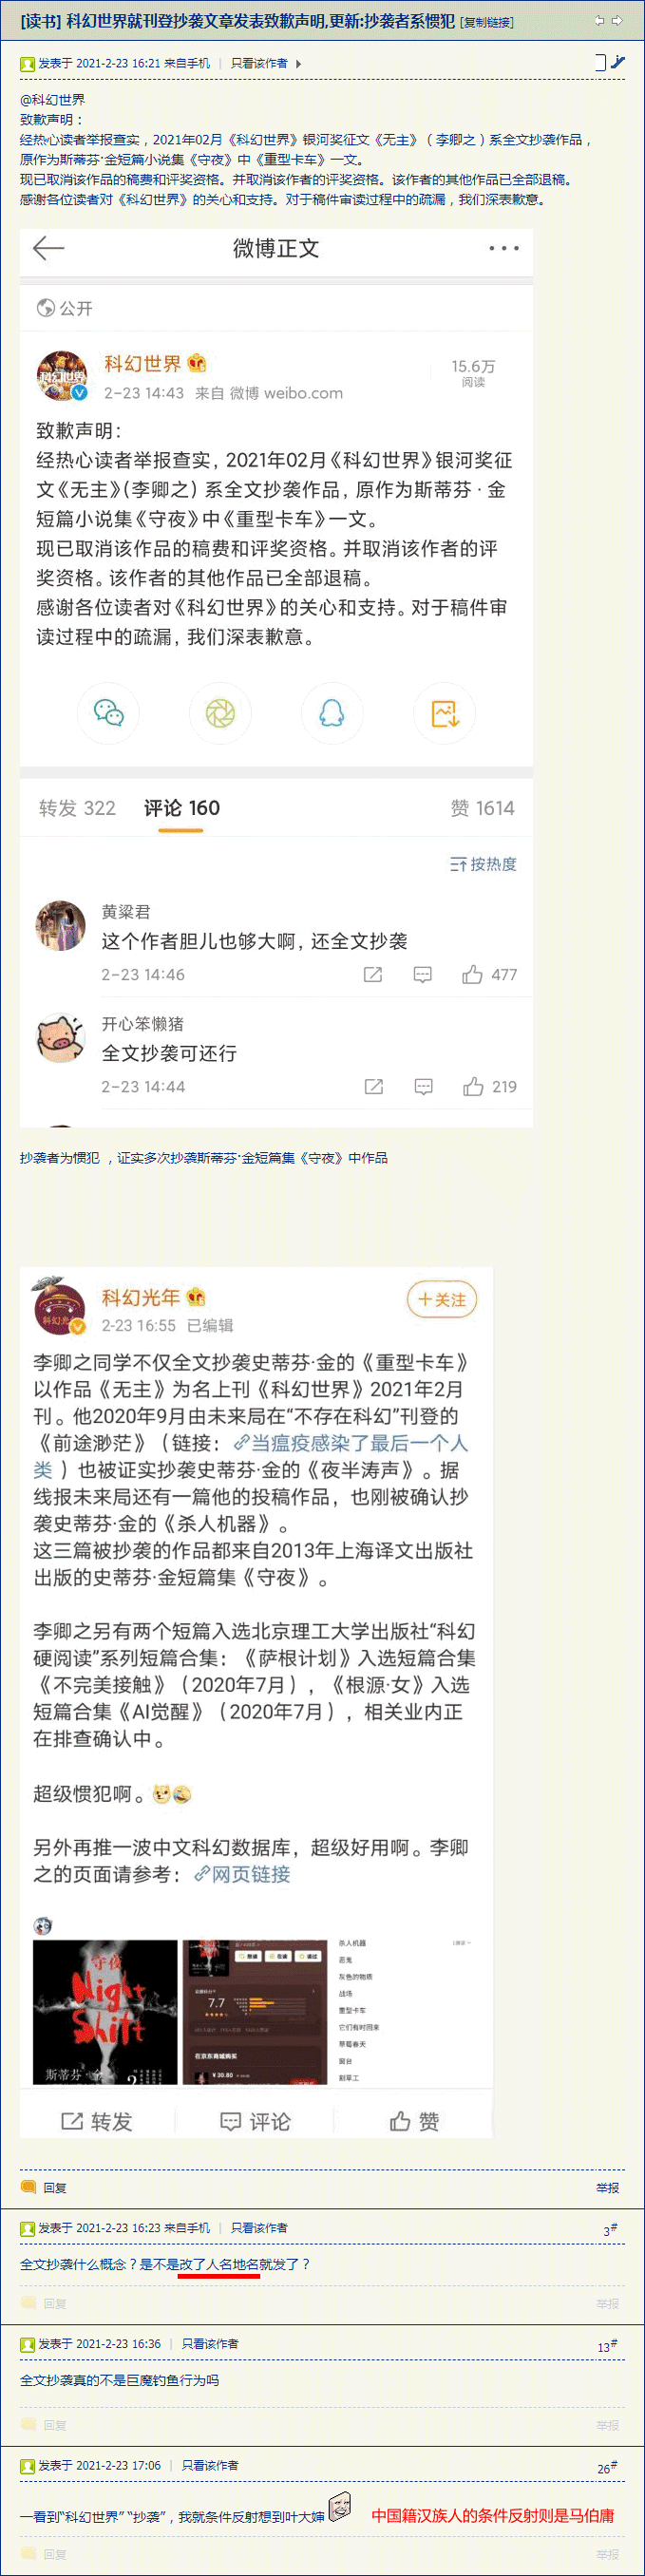 [读书] 科幻世界就刊登抄袭文章发表致歉声明,更新:抄袭者系惯犯 [复制链接]
发表于 2021-2-23 16:21 来自手机 | 只看该作者
@科幻世界
致歉声明：
经热心读者举报查实，2021年02月《科幻世界》银河奖征文《无主》（李卿之）系全文抄袭作品，
原作为斯蒂芬·金短篇小说集《守夜》中《重型卡车》一文。
现已取消该作品的稿费和评奖资格。并取消该作者的评奖资格。该作者的其他作品已全部退稿。
感谢各位读者对《科幻世界》的关心和支持。对于稿件审读过程中的疏漏，我们深表歉意。
微博正文
公开
科幻世界
15.6万
阅读
2-23 14:43 来自 微博 weibo.com
致歉声明：
经热心读者举报查实，2021年02月《科幻世界》银河奖征
文《无主》（李卿之）系全文抄袭作品，原作为斯蒂芬·金
短篇小说集《守夜》中《重型卡车》一文。
现已取消该作品的稿费和评奖资格。并取消该作者的评
奖资格。该作者的其他作品已全部退稿。
感谢各位读者对《科幻世界》的关心和支持。对于稿件审
读过程中的疏漏，我们深表歉意。
转发 322 评论 160 赞 1614
按热度
黄粱君
这个作者胆儿也够大啊，还全文抄袭
2-23 14:46 477
开心笨懒猪
全文抄袭可还行
2-23 14:44 219
抄袭者为惯犯 ，证实多次抄袭斯蒂芬·金短篇集《守夜》中作品
科幻光年
+关注
2-23 16:55 已编辑
李卿之同学不仅全文抄袭史蒂芬·金的《重型卡车》
以作品《无主》为名上刊《科幻世界》2021年2月
刊。他2020年9月由未来局在“不存在科幻”刊登的
《前途渺茫》（链接：当瘟疫感染了最后一个人
类 ）也被证实抄袭史蒂芬·金的《夜半涛声》。据
线报未来局还有一篇他的投稿作品，也刚被确认抄
袭史蒂芬·金的《杀人机器》。
这三篇被抄袭的作品都来自2013年上海译文出版社
出版的史蒂芬·金短篇集《守夜》。
李卿之另有两个短篇入选北京理工大学出版社“科幻
硬阅读”系列短篇合集：《萨根计划》入选短篇合集
《不完美接触》（2020年7月），《根源·女》入选
短篇合集《AI觉醒》（2020年7月），相关业内正
在排查确认中。
超级惯犯啊。
另外再推一波中文科幻数据库，超级好用啊。李卿
之的页面请参考：网页链接
守夜
Night
Shift
斯蒂芬·金
7.7
杀人机器
恶鬼
灰色的物质
战场
重型卡车
它们有时回来
草莓春天
窗台
割草工
转发 评论 赞
回复 举报
发表于 2021-2-23 16:23 来自手机 | 只看该作者 3#
全文抄袭什么概念？是不是改了人名地名就发了？
回复 举报
发表于 2021-2-23 16:36 | 只看该作者 13#
全文抄袭真的不是巨魔钓鱼行为吗
回复 举报
发表于 2021-2-23 17:06 | 只看该作者 26#
一看到“科幻世界” “抄袭”，我就条件反射想到叶大婶 中国籍汉族人的条件反射则是马伯庸
回复 举报